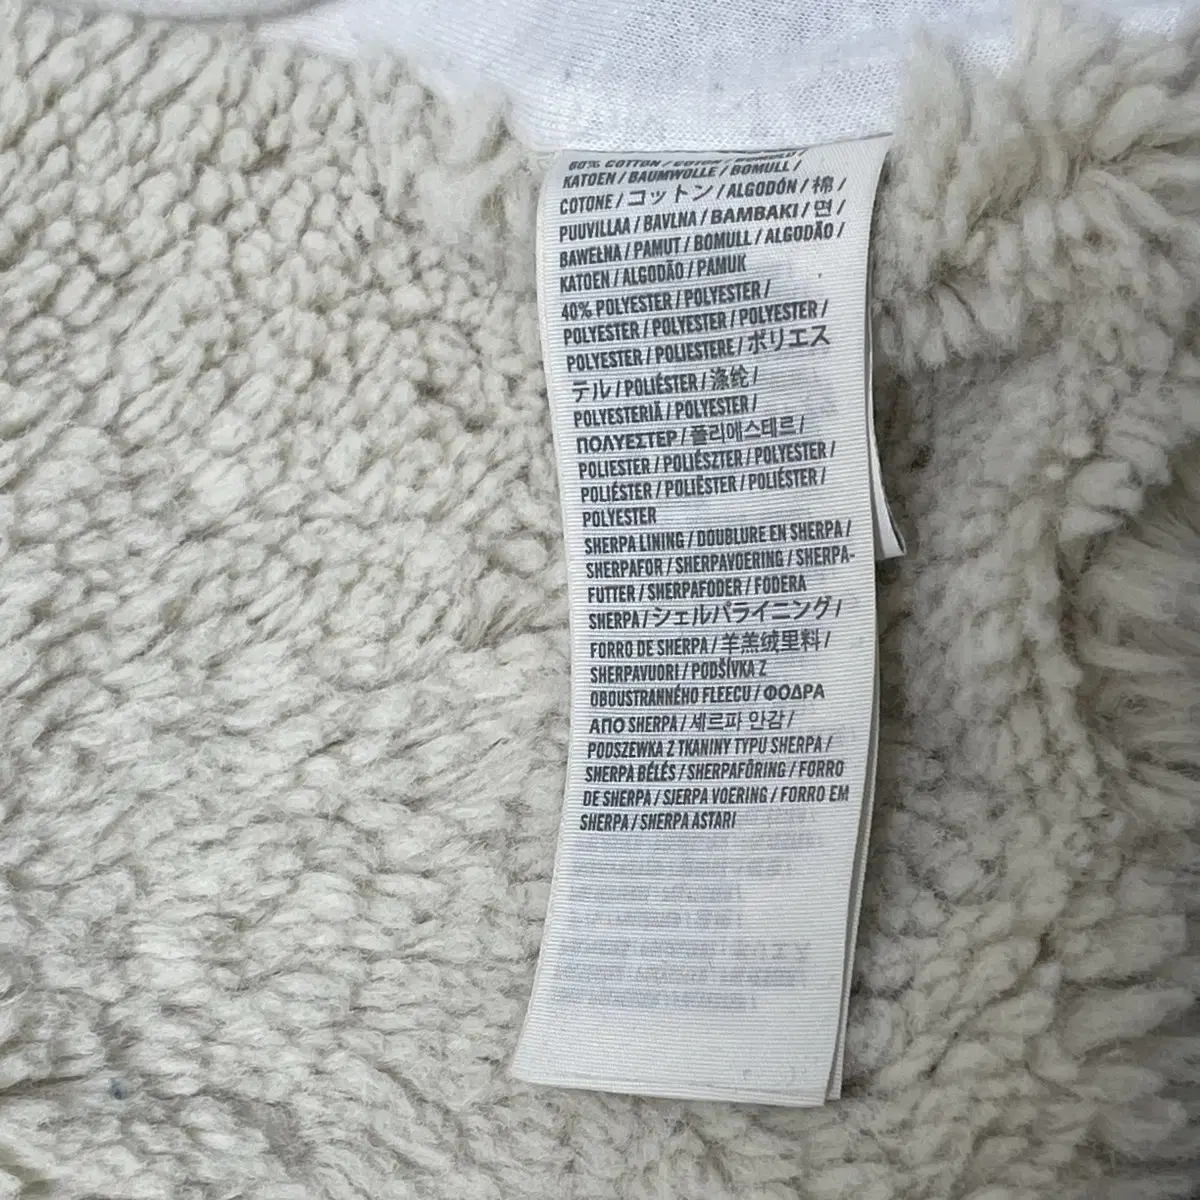 60% COTTON / COTON / BOMULD /
KATOEN / BAUMWOLLE / BOMULL /
COTONE / コットン / ALGODÓN / 棉 /
PUUVILLAA / BAVLNA / BAMBAKI / 면 /
BAWEŁNA / PAMUT / BOMULL / ALGODÃO /
KATOEN / ALGODÃO / PAMUK
40% POLYESTER / POLYESTER /
POLYESTER / POLYESTER / POLYESTER /
POLYESTER / POLIESTERE / ポリエス
テル / POLIÉSTER / 涤纶 /
POLYESTERIÄ / POLYESTER /
ΠΟΛΥΕΣΤΕΡ / 폴리에스테르 /
POLIESTER / POLIÉSZTER / POLYESTER /
POLIÉSTER / POLIËSTER / POLIÉSTER /
POLYESTER
SHERPA LINING / DOUBLURE EN SHERPA /
SHERPAFOR / SHERPAVOERING / SHERPA-
FUTTER / SHERPAFODER / FODERA
SHERPA / シェルパライニング /
FORRO DE SHERPA / 羊羔绒里料 /
SHERPAVUORI / PODŠÍVKA Z
OBOUSTRANNÉHO FLEECU / ΦΟΔΡΑ
ΑΠΟ SHERPA / 셰르파 안감 /
PODSZEWKA Z TKANINY TYPU SHERPA /
SHERPA BÉLÉS / SHERPAFÔRING / FORRO
DE SHERPA / SJERPA VOERING / FORRO EM
SHERPA / SHERPA ASTARI